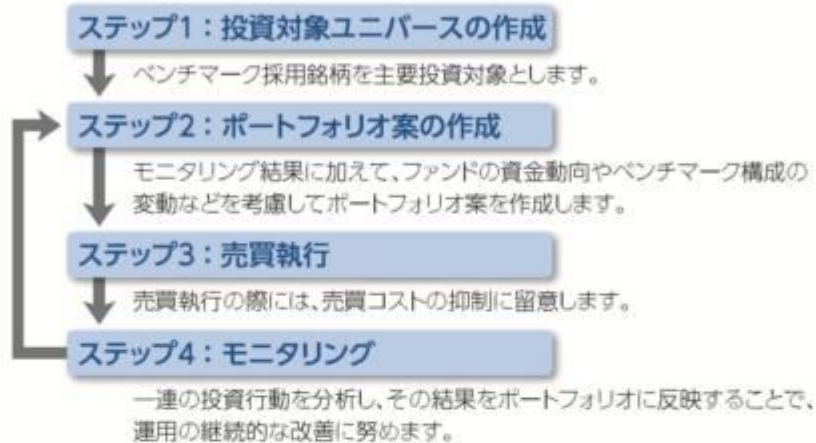 ステップ1：投資対象ユニバースの作成
ベンチマーク採用銘柄を主要投資対象とします。
ステップ2：ポートフォリオ案の作成
モニタリング結果に加えて、ファンドの資金動向やベンチマーク構成の
変動などを考慮してポートフォリオ案を作成します。
ステップ3：売買執行
売買執行の際には、売買コストの抑制に留意します。
ステップ4：モニタリング
一連の投資行動を分析し、その結果をポートフォリオに反映することで、
運用の継続的な改善に努めます。